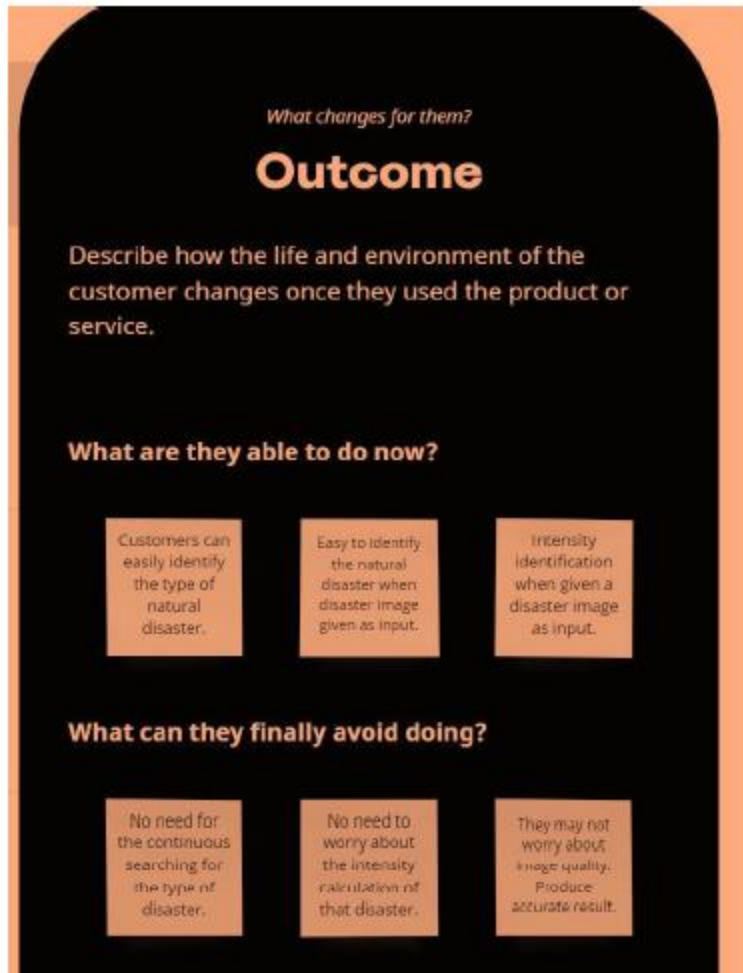 What changes for them?
Outcome
Describe how the life and environment of the
customer changes once they used the product or
service.
What are they able to do now?
Customers can
easily identify
the type of
natural
disaster.
Easy to identify
the natural
disaster when
disaster image
given as input.
Intensity
identification
when given a
disaster image
as input.
What can they finally avoid doing?
No need for
the continuous
searching for
the type of
disaster.
No need to
worry about
the intensity
calculation of
that disaster.
They may not
worry about
image quality.
Produce
accurate result.